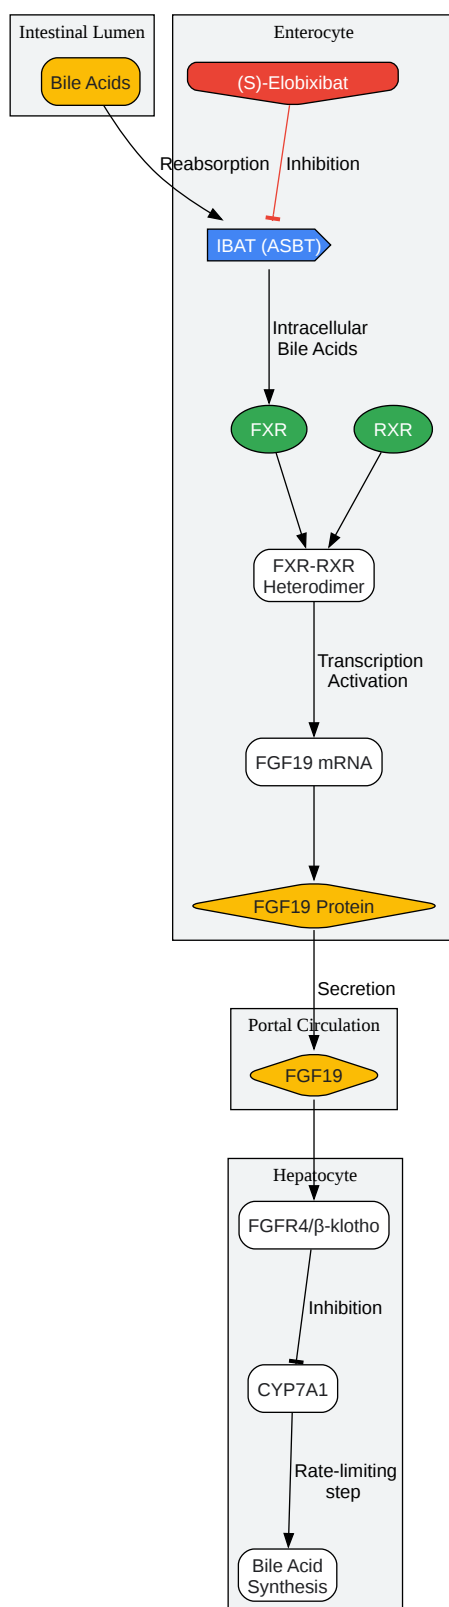 Intestinal Lumen
Enterocyte
Bile Acids
(S)-Elobixibat
Reabsorption
Inhibition
IBAT (ASBT)
Intracellular
Bile Acids
FXR
RXR
FXR-RXR
Heterodimer
Transcription
Activation
FGF19 mRNA
FGF19 Protein
Secretion
Portal Circulation
FGF19
Hepatocyte
FGFR4/β-klotho
Inhibition
CYP7A1
Rate-limiting
step
Bile Acid
Synthesis